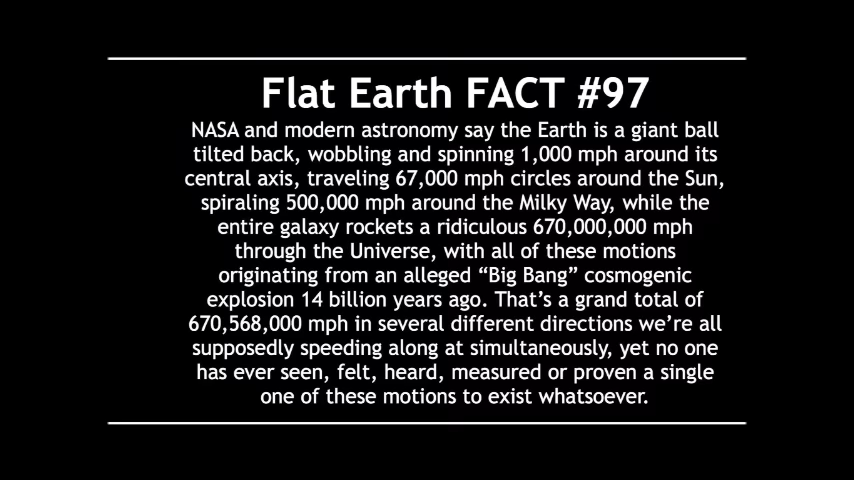 Flat Earth FACT #97
NASA and modern astronomy say the Earth is a giant ball
tilted back, wobbling and spinning 1,000 mph around its
central axis, traveling 67,000 mph circles around the Sun,
spiraling 500,000 mph around the Milky Way, while the
entire galaxy rockets a ridiculous 670,000,000 mph
through the Universe, with all of these motions
originating from an alleged “Big Bang” cosmogenic
explosion 14 billion years ago. That’s a grand total of
670,568,000 mph in several different directions we’re all
supposedly speeding along at simultaneously, yet no one
has ever seen, felt, heard, measured or proven a single
one of these motions to exist whatsoever.